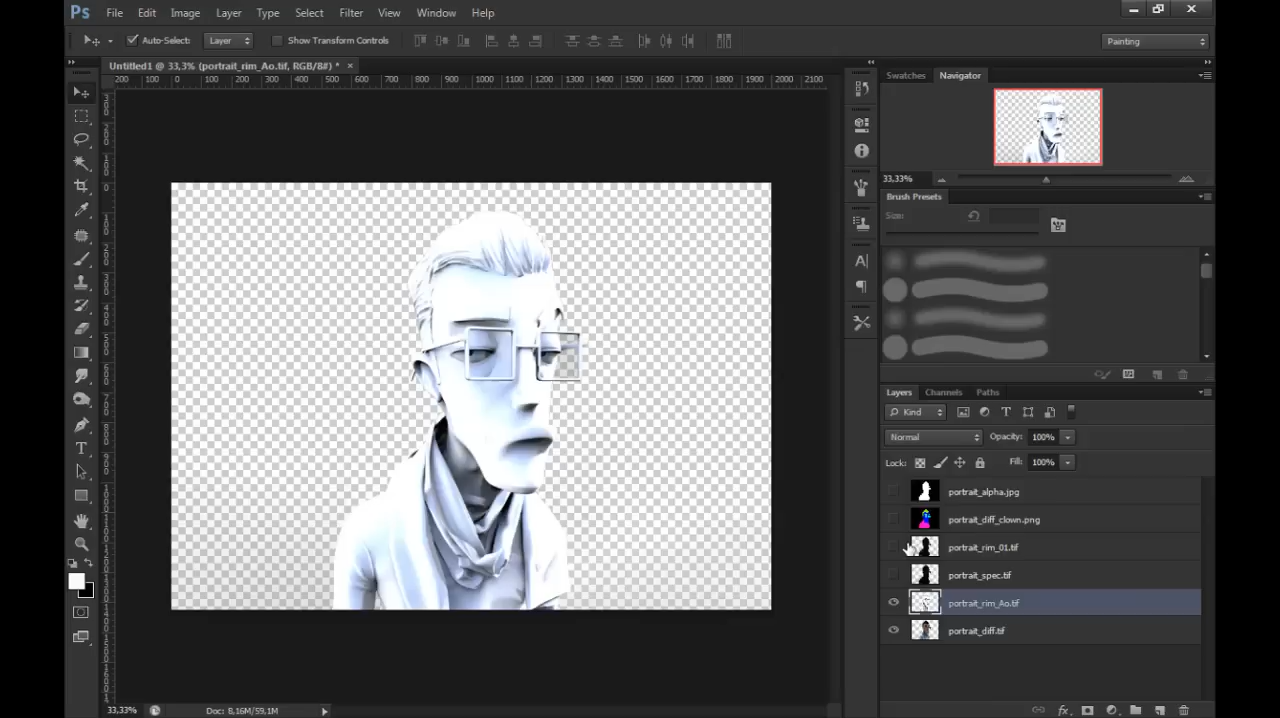 Ps File Edit Image Layer Type Select Filter View Window Help
Auto-Select: Layer Show Transform Controls Painting
Untitled1 @ 33,3% (portrait_rim_Ao.tif, RGB/8#) * ×
200 100 0 100 200 300 400 500 600 700 800 900 1000 1100 1200 1300 1400 1500 1600 1700 1800 1900 2000 2100
Swatches Navigator
33,33%
Brush Presets
Size:
Layers Channels Paths
Kind
Normal Opacity: 100%
Lock: Fill: 100%
portrait_alpha.jpg
portrait_diff_clown.png
portrait_rim_01.tif
portrait_spec.tif
portrait_rim_Ao.tif
portrait_diff.tif
33,33% Doc: 8,16M/59,1M